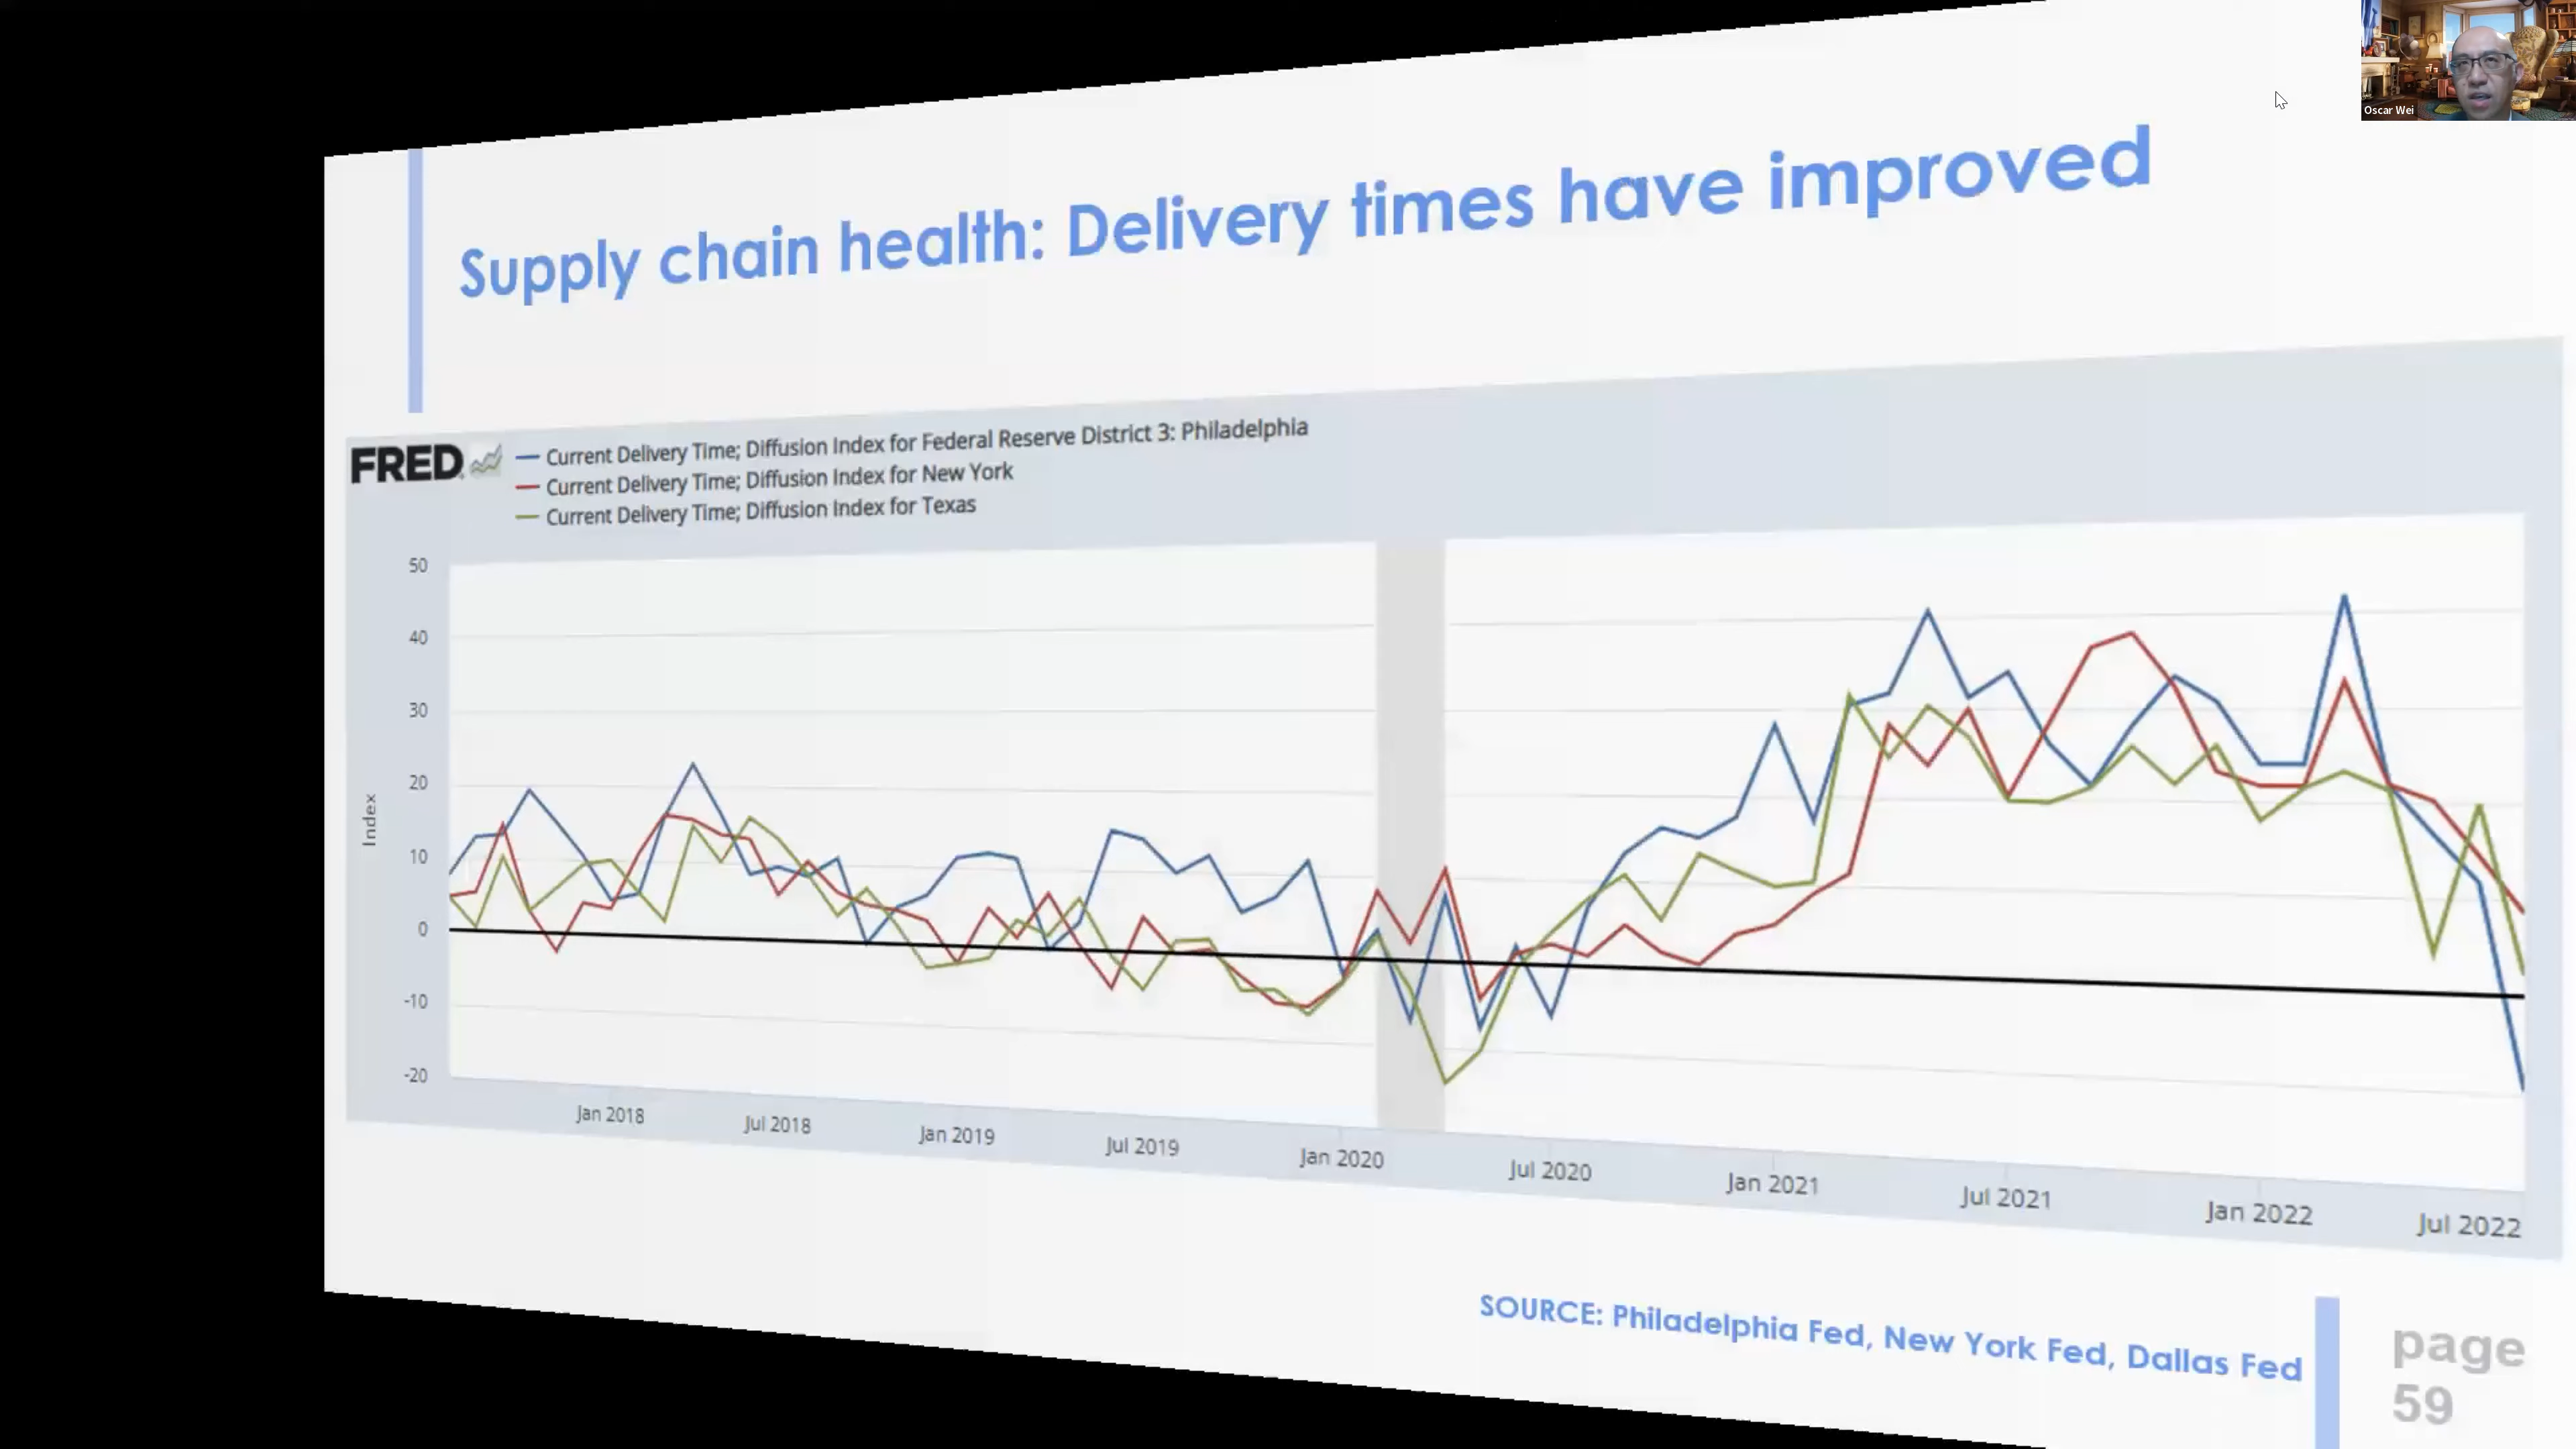 Oscar Wei
Supply chain health: Delivery times have improved
FRED
Current Delivery Time; Diffusion Index for Federal Reserve District 3: Philadelphia
Current Delivery Time; Diffusion Index for New York
Current Delivery Time; Diffusion Index for Texas
Index
50
40
30
20
10
0
-10
-20
Jan 2018 Jul 2018 Jan 2019 Jul 2019 Jan 2020 Jul 2020 Jan 2021 Jul 2021 Jan 2022 Jul 2022
SOURCE: Philadelphia Fed, New York Fed, Dallas Fed
page
59